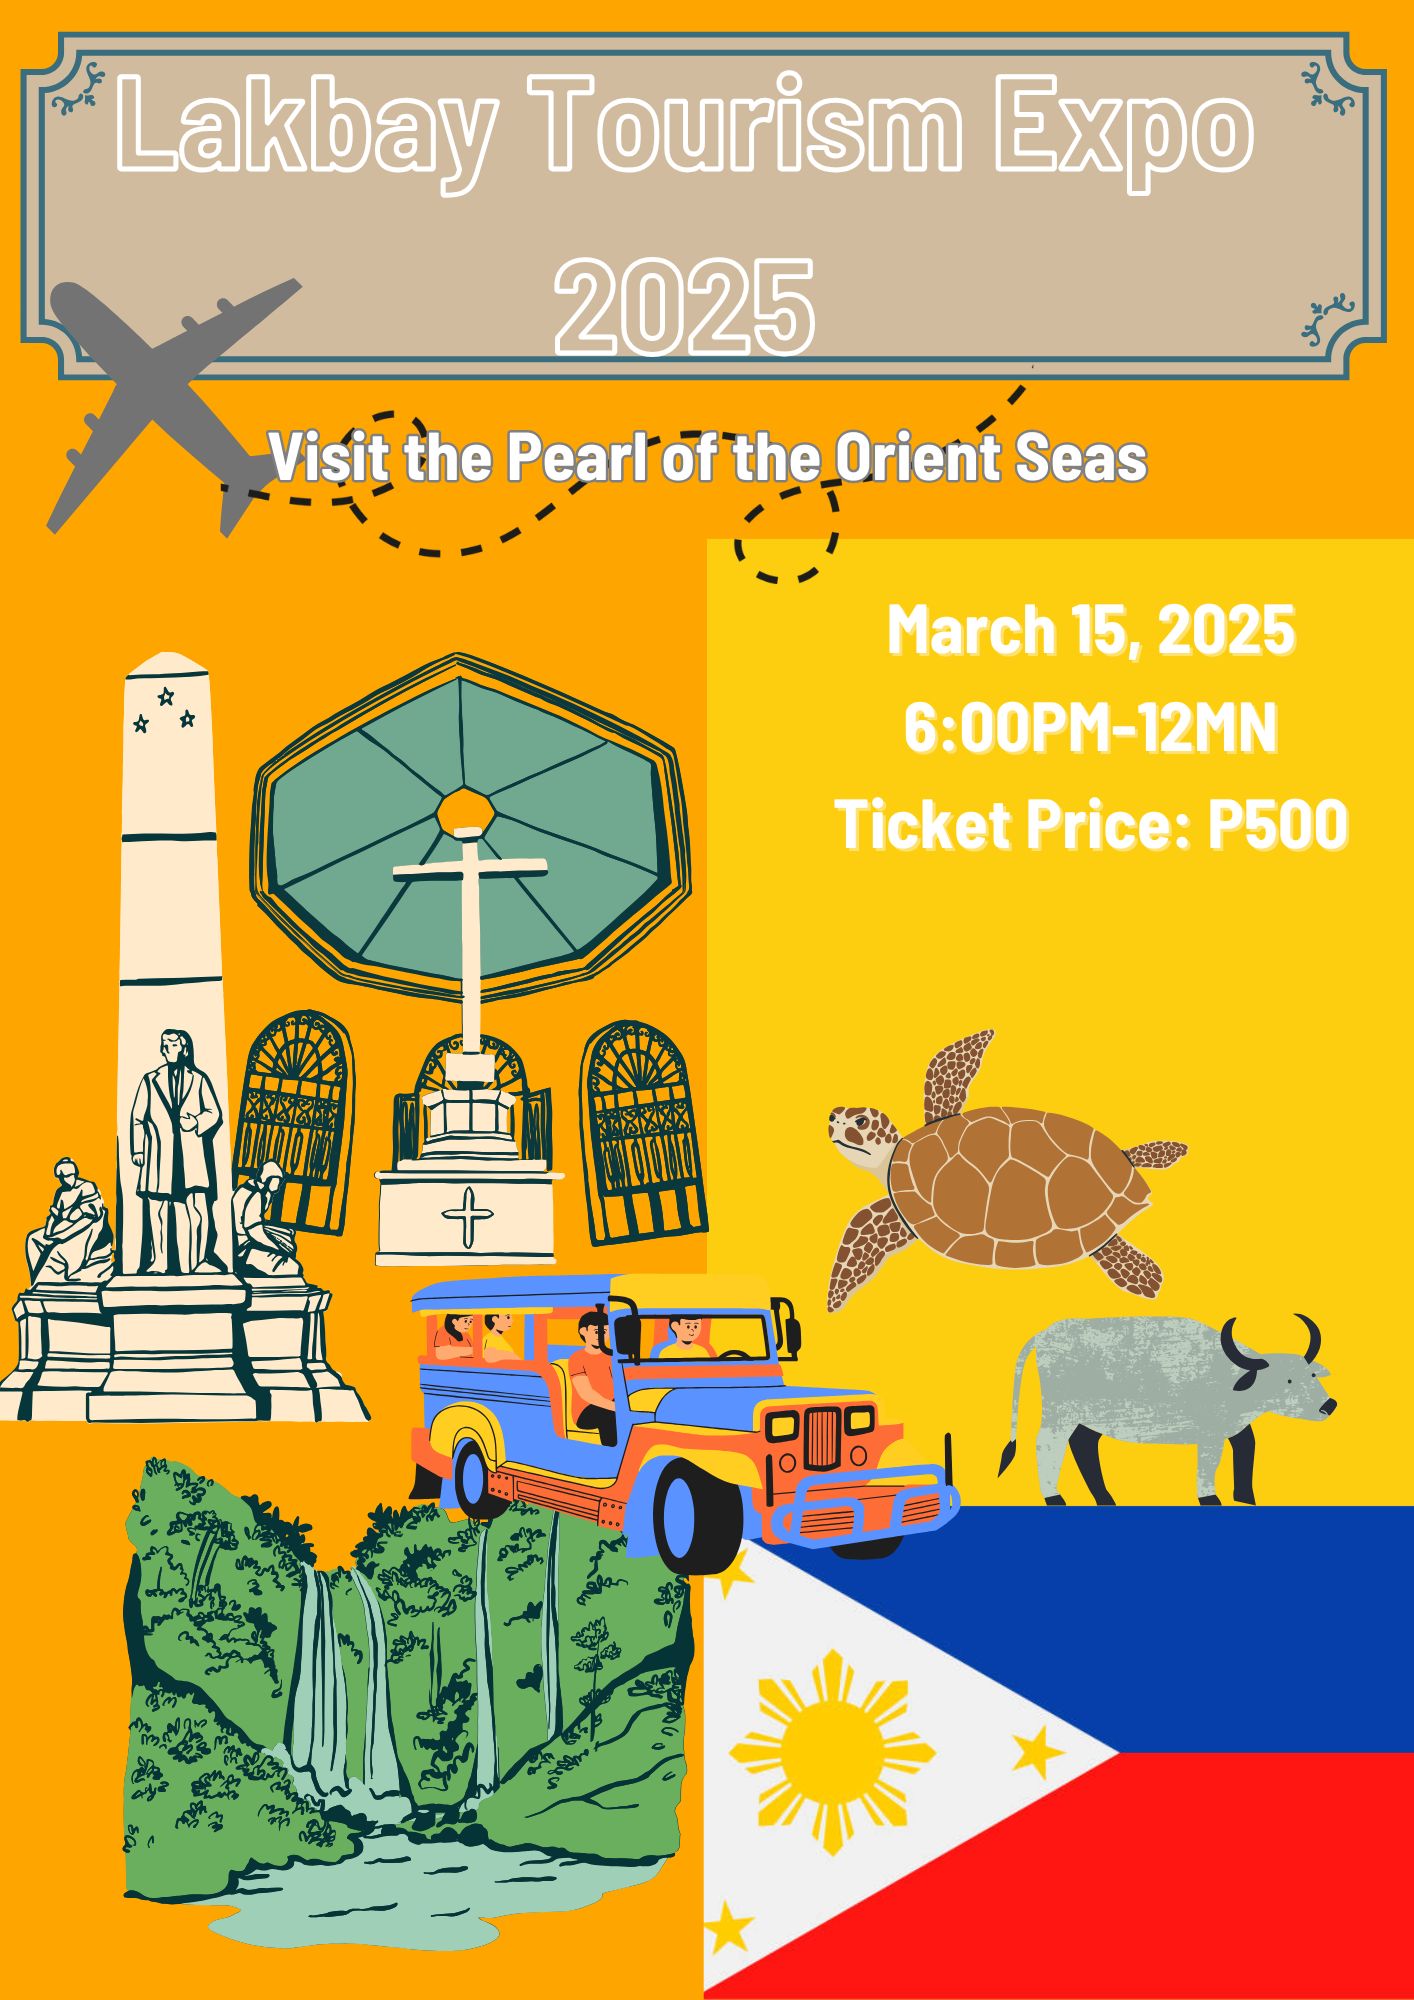 Lakbay Tourism Expo
2025
Visit the Pearl of the Orient Seas
March 15, 2025
6:00PM-12MN
Ticket Price: P500